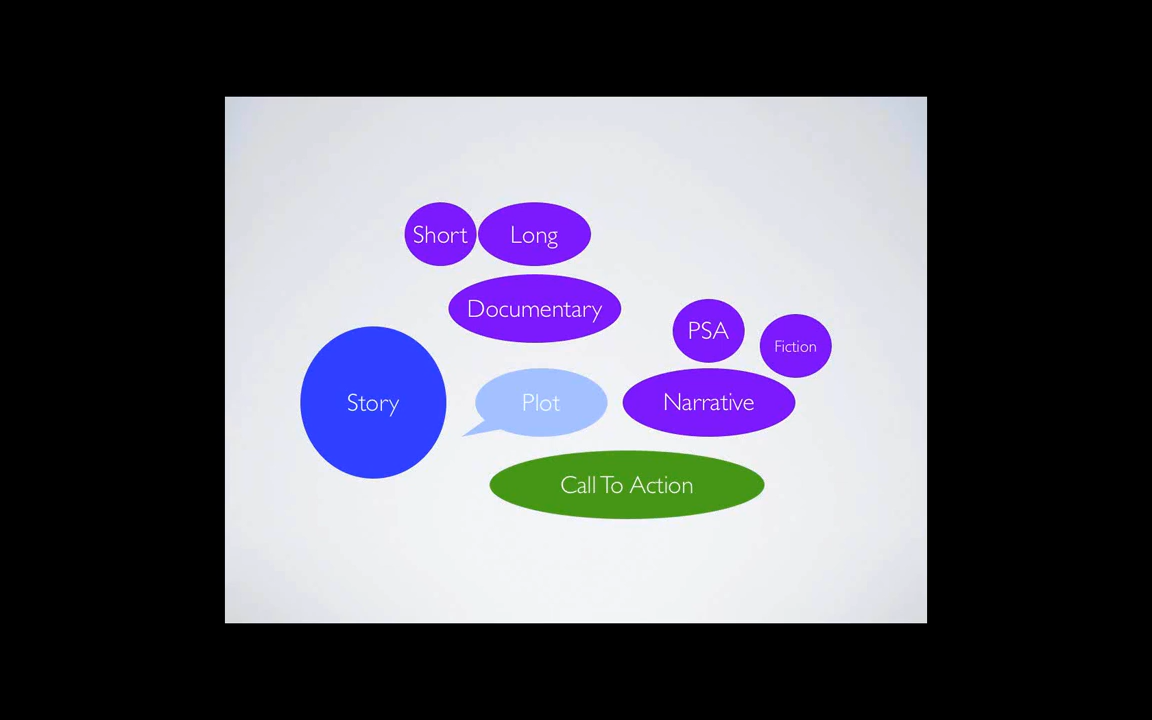 Short
Long
Documentary
PSA
Fiction
Story
Plot
Narrative
Call To Action